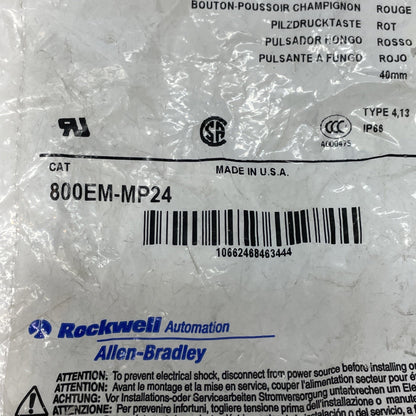 BOUTON-POUSSOIR CHAMPIGNON ROUGE
PILZDRUCKTASTE ROT
PULSADOR HONGO ROSSO
PULSANTE A FUNGO ROJO
40mm
TYPE 4,13
IP66
CCC
A000475
CAT
MADE IN U.S.A.
800EM-MP24
10662468463444
Rockwell Automation
Allen-Bradley
ATTENTION: To prevent electrical shock, disconnect from power source before installing or
ATTENTION: Avant le montage et la mise en service, couper l'alimentation secteur pour
ACHTUNG: Vor Installations-oder Servicearbeiten Stromversorgung unterbrechen um
ATTENZIONE: Per prevenire infortuni, togliere tensione prima dell'installazione o manu